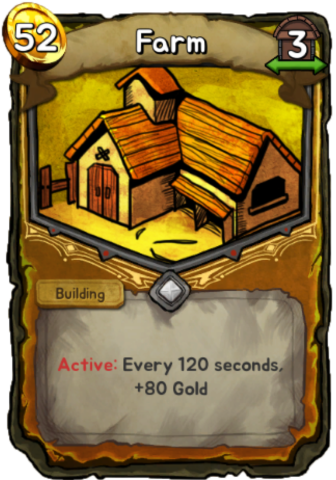 52
Farm
3
Building
Active: Every 120 seconds,
+80 Gold